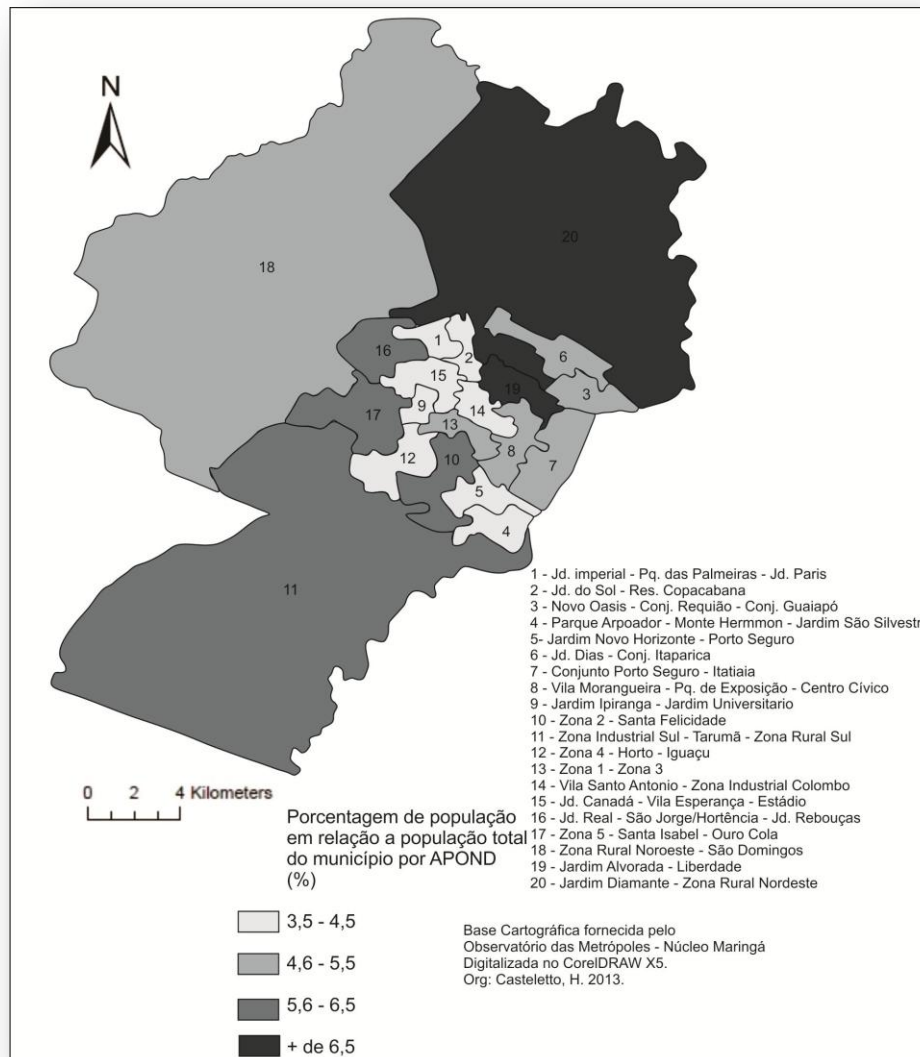 N
20
18
16
1
2
6
15
19
3
9
14
17
13
8
12
10
7
5
4
11
1 - Jd. imperial - Pq. das Palmeiras - Jd. Paris
2 - Jd. do Sol - Res. Copacabana
3 - Novo Oasis - Conj. Requião - Conj. Guaiapó
4 - Parque Arpoador - Monte Hermmon - Jardim São Silvestr
5- Jardim Novo Horizonte - Porto Seguro
6 - Jd. Dias - Conj. Itaparica
7 - Conjunto Porto Seguro - Itatiaia
8 - Vila Morangueira - Pq. de Exposição - Centro Cívico
9 - Jardim Ipiranga - Jardim Universitario
10 - Zona 2 - Santa Felicidade
11 - Zona Industrial Sul - Tarumã - Zona Rural Sul
12 - Zona 4 - Horto - Iguaçu
13 - Zona 1 - Zona 3
14 - Vila Santo Antonio - Zona Industrial Colombo
15 - Jd. Canadá - Vila Esperança - Estádio
16 - Jd. Real - São Jorge/Hortência - Jd. Rebouças
17 - Zona 5 - Santa Isabel - Ouro Cola
18 - Zona Rural Noroeste - São Domingos
19 - Jardim Alvorada - Liberdade
20 - Jardim Diamante - Zona Rural Nordeste
0 2 4 Kilometers
Porcentagem de população
em relação a população total
do município por APOND
(%)
3,5 - 4,5
4,6 - 5,5
5,6 - 6,5
+ de 6,5
Base Cartográfica fornecida pelo
Observatório das Metrópoles - Núcleo Maringá
Digitalizada no CorelDRAW X5.
Org: Casteletto, H. 2013.